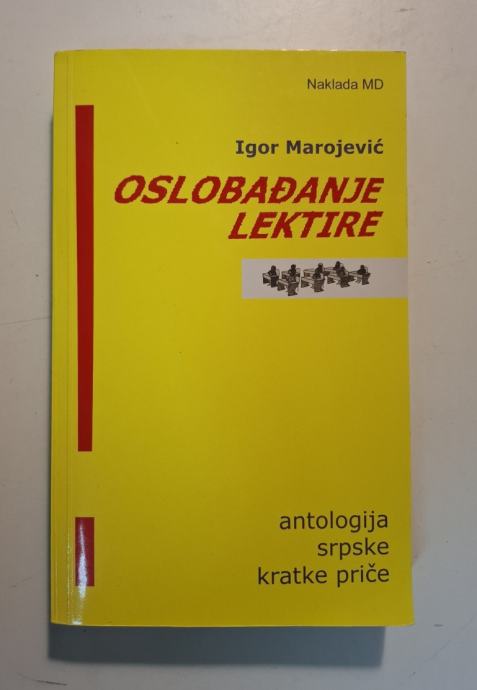 Naklada MD
Igor Marojević
OSLOBAĐANJE
LEKTIRE
antologija
srpske
kratke priče